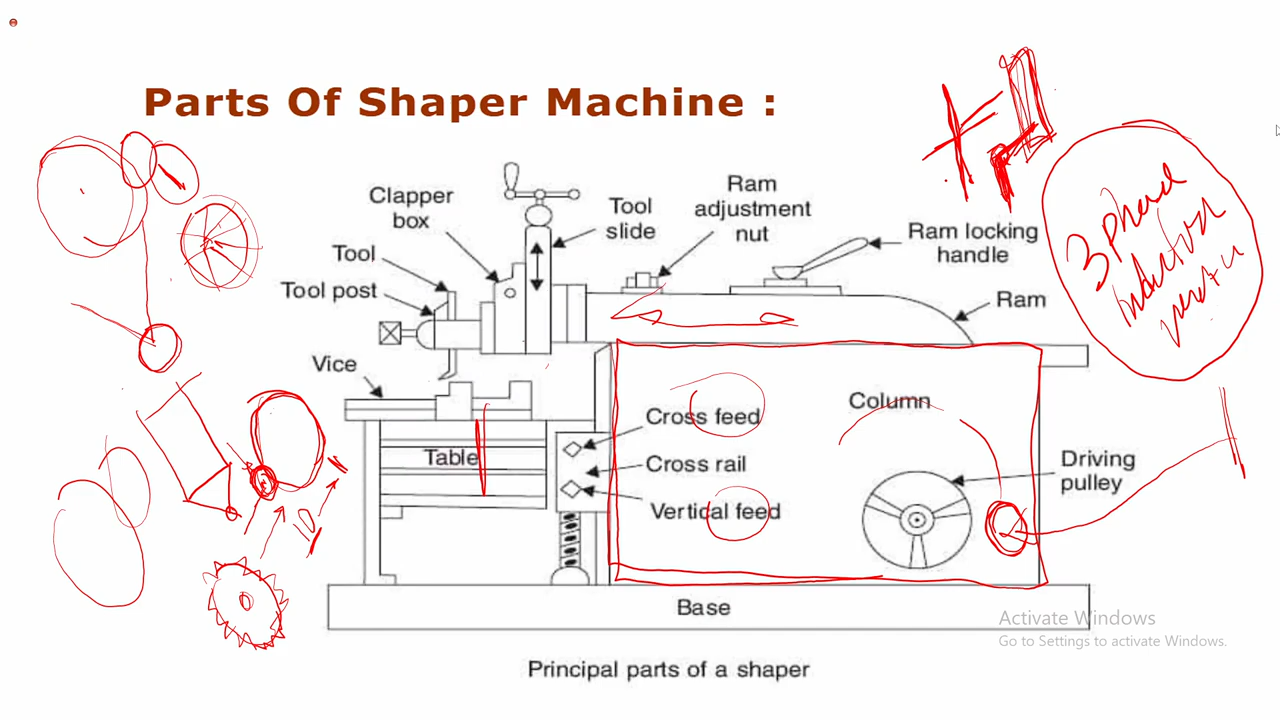 Parts Of Shaper Machine :
Clapper
box
Tool
slide
Ram
adjustment
nut
Ram locking
handle
Tool
Tool post
Ram
Vice
Column
Cross feed
Table
Cross rail
Driving
pulley
Vertical feed
Base
Activate Windows
Go to Settings to activate Windows.
Principal parts of a shaper
3 phase
10